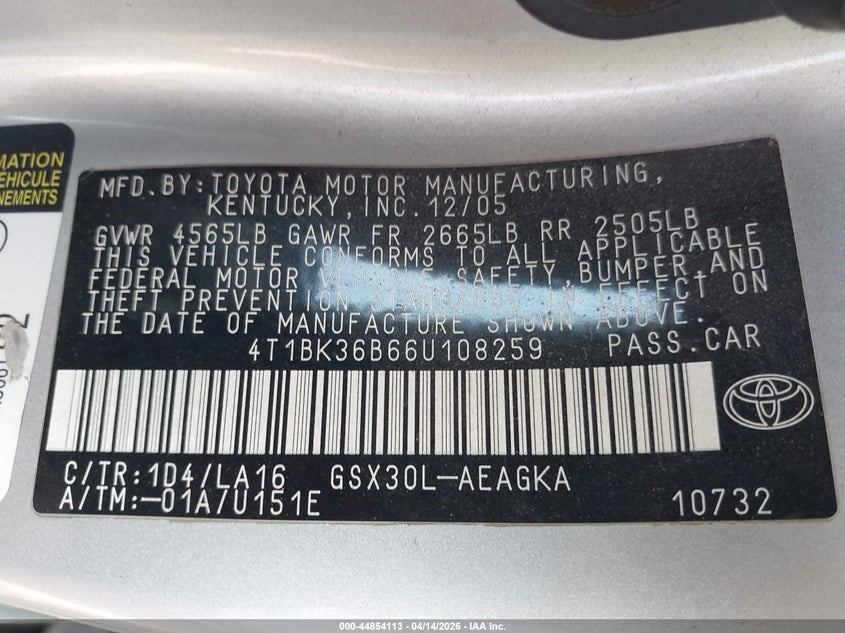 MATION
EHICULE
NEMENTS
MFD.BY:TOYOTA MOTOR MANUFACTURING,
KENTUCKY,INC.12/05
GVWR 4565LB GAWR FR 2665LB RR 2505LB
THIS VEHICLE CONFORMS TO ALL APPLICABLE
FEDERAL MOTOR VEHICLE SAFETY,BUMPER,AND
THEFT PREVENTION STANDARDS IN EFFECT ON
THE DATE OF MANUFACTURE SHOWN ABOVE.
4T1BK36B66U108259 PASS.CAR
C/TR:1D4/LA16 GSX30L-AEAGKA
A/TM:-01A/U151E 10732
000-44854113 - 04/14/2026 - IAA Inc.